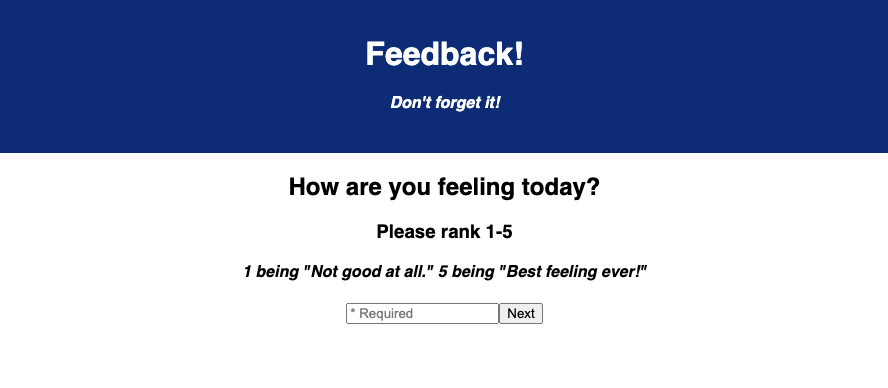 Feedback!
Don't forget it!
How are you feeling today?
Please rank 1-5
1 being "Not good at all." 5 being "Best feeling ever!"
* Required Next